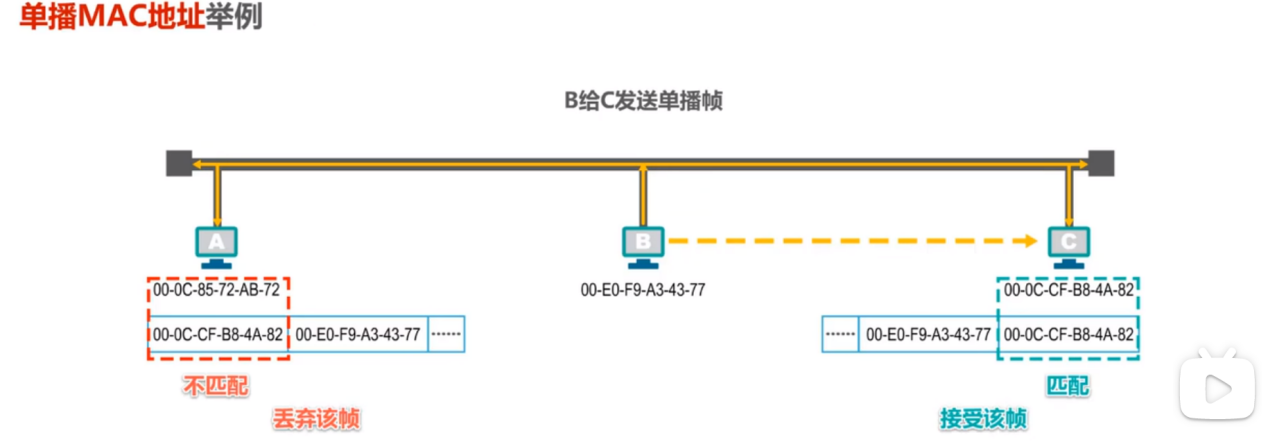 单播MAC地址举例
B给C发送单播帧
A
B
C
00-0C-85-72-AB-72
00-E0-F9-A3-43-77
00-0C-CF-B8-4A-82
00-0C-CF-B8-4A-82 00-E0-F9-A3-43-77 ······
······ 00-E0-F9-A3-43-77 00-0C-CF-B8-4A-82
不匹配
匹配
丢弃该帧
接受该帧